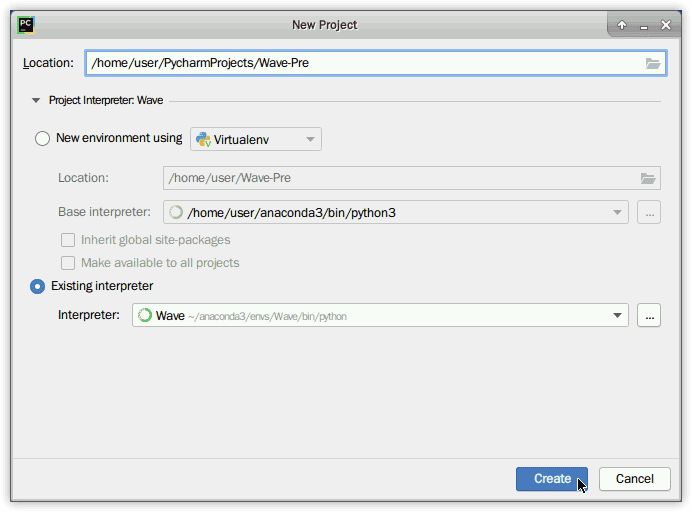 PC
New Project
Location: /home/user/PycharmProjects/Wave-Pre
Project Interpreter: Wave
New environment using Virtualenv
Location: /home/user/Wave-Pre
Base interpreter: /home/user/anaconda3/bin/python3 ...
Inherit global site-packages
Make available to all projects
Existing interpreter
Interpreter: Wave ~/anaconda3/envs/Wave/bin/python ...
Create Cancel